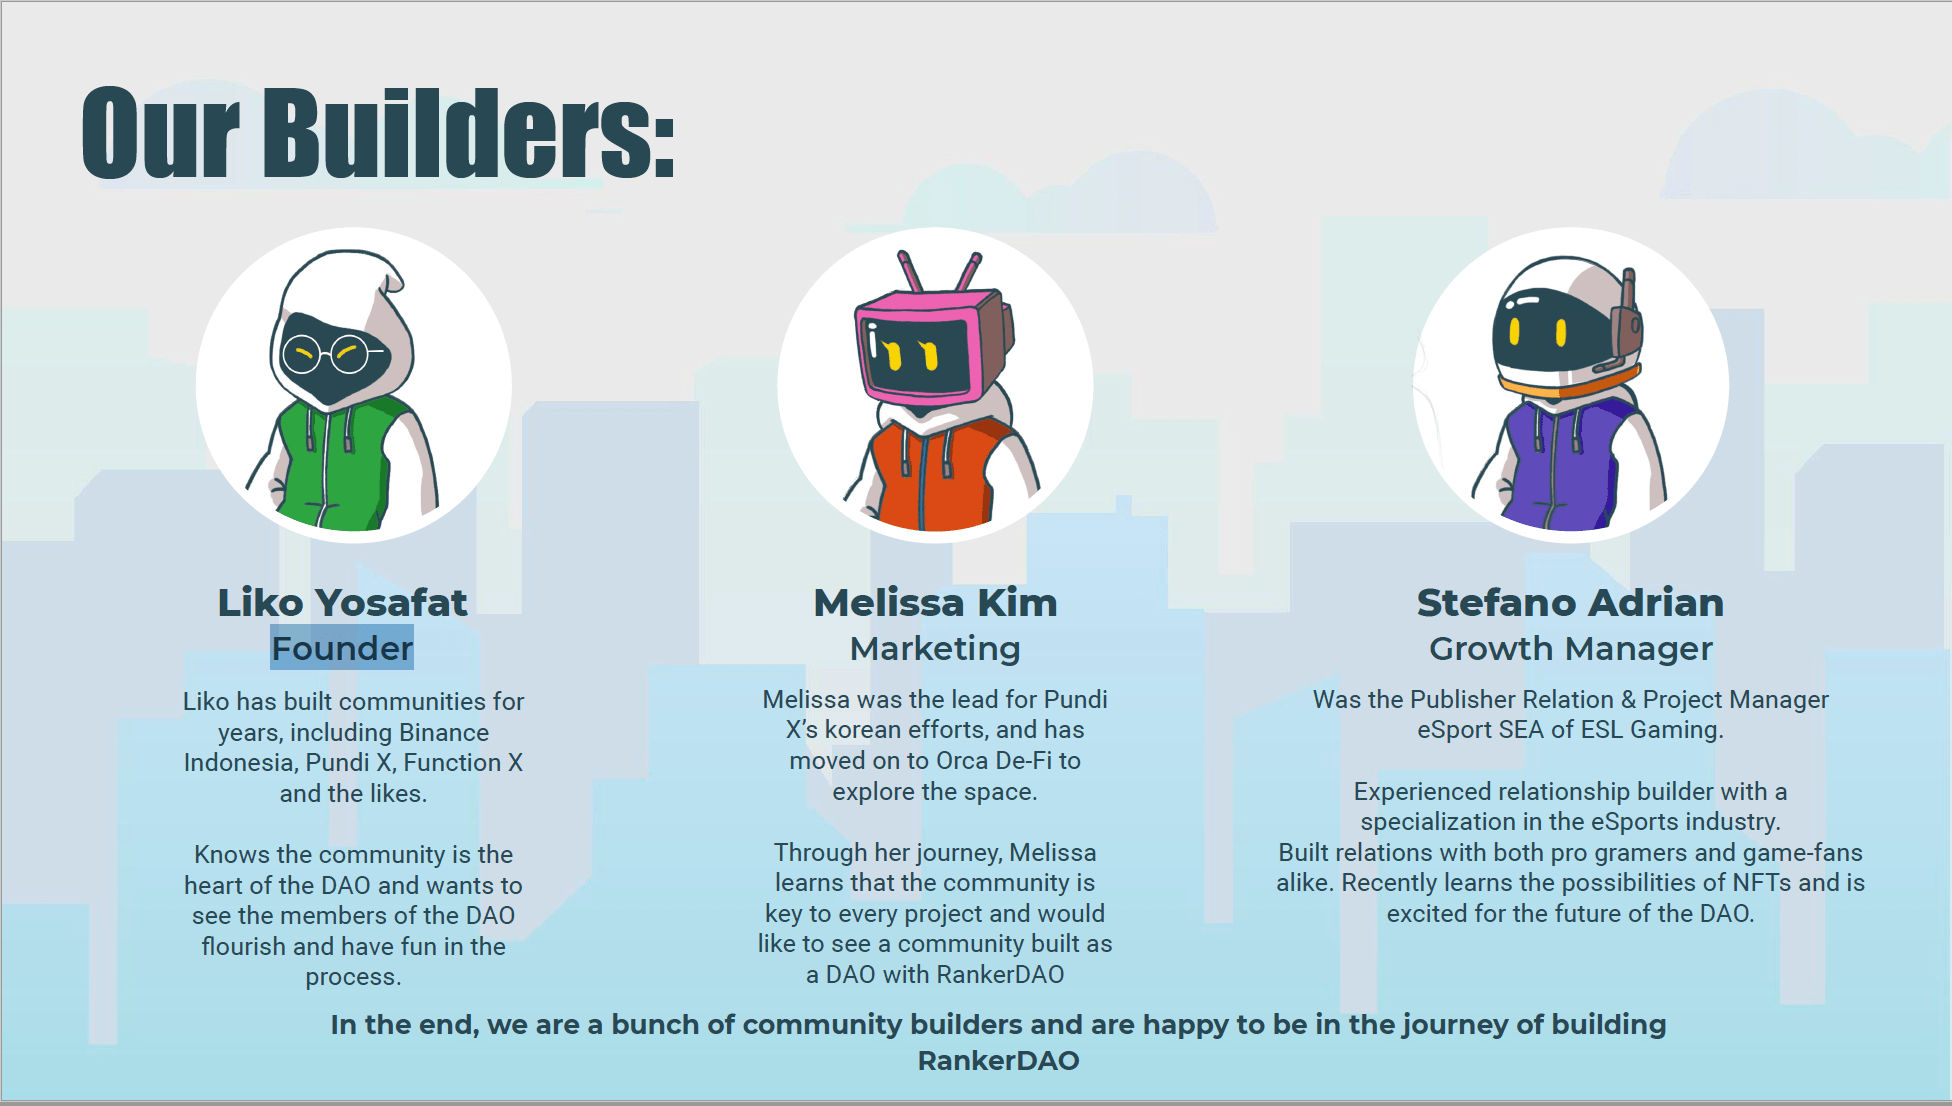 Our Builders:
Liko Yosafat
Founder
Liko has built communities for
years, including Binance
Indonesia, Pundi X, Function X
and the likes.
Knows the community is the
heart of the DAO and wants to
see the members of the DAO
flourish and have fun in the
process.
Melissa Kim
Marketing
Melissa was the lead for Pundi
X’s korean efforts, and has
moved on to Orca De-Fi to
explore the space.
Through her journey, Melissa
learns that the community is
key to every project and would
like to see a community built as
a DAO with RankerDAO
Stefano Adrian
Growth Manager
Was the Publisher Relation & Project Manager
eSport SEA of ESL Gaming.
Experienced relationship builder with a
specialization in the eSports industry.
Built relations with both pro gramers and game-fans
alike. Recently learns the possibilities of NFTs and is
excited for the future of the DAO.
In the end, we are a bunch of community builders and are happy to be in the journey of building
RankerDAO